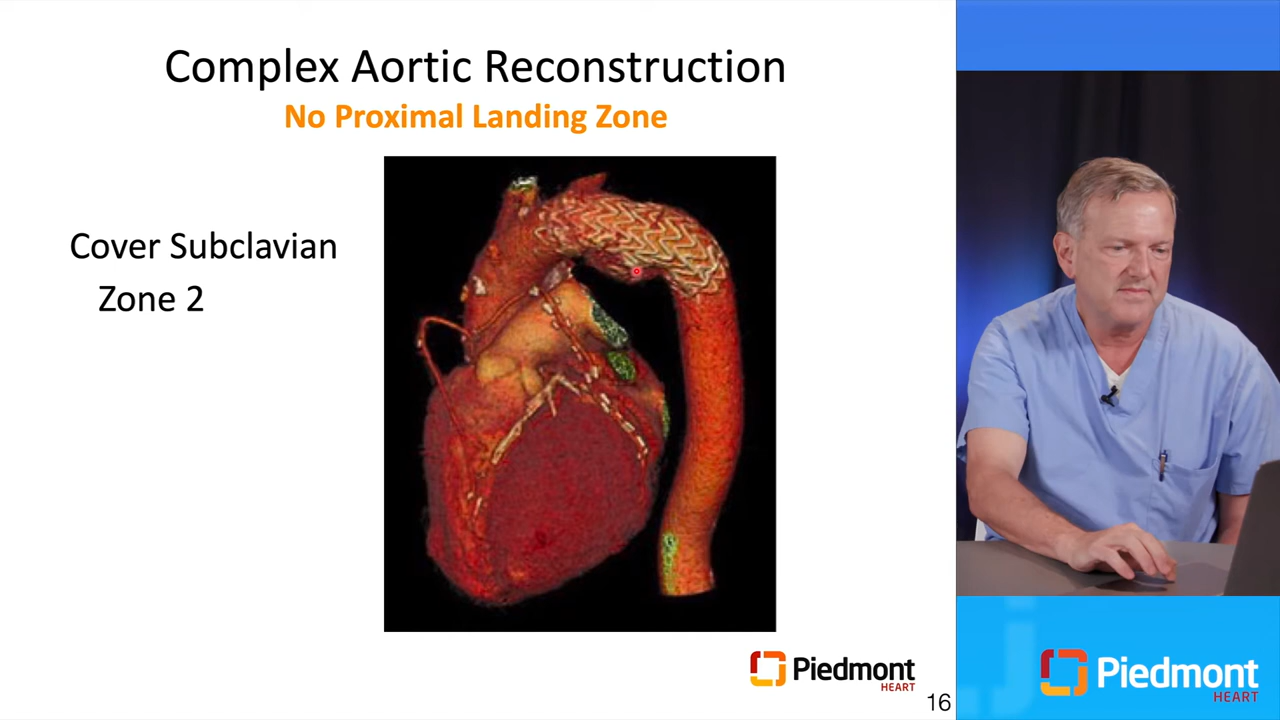 Complex Aortic Reconstruction
No Proximal Landing Zone
Cover Subclavian
Zone 2
Piedmont
HEART
16
Piedmont
HEART